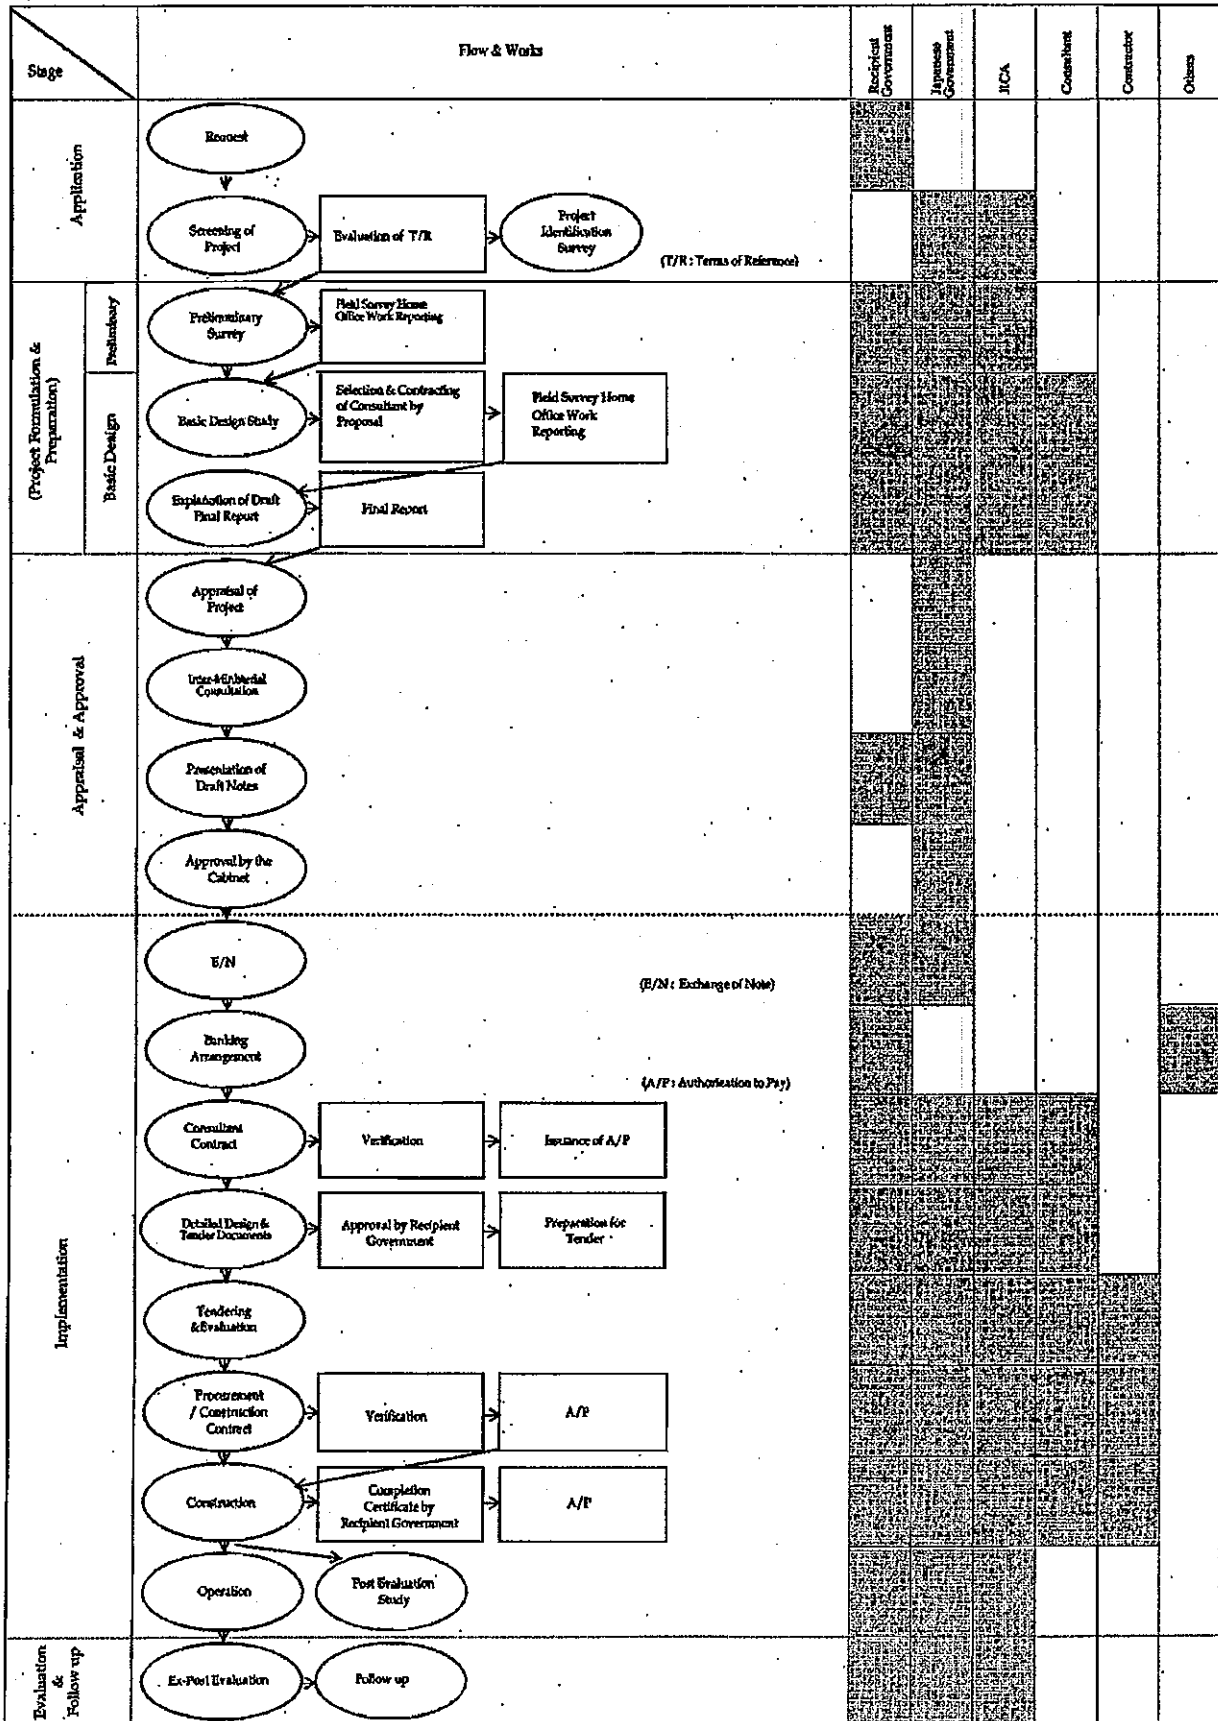 Stage
Flow & Works
Recipient
Government
Japanese
Government
JICA
Consultant
Contractor
Others
Application
Request
Screening of
Project
Evaluation of T/R
Project
Identification
Survey
(T/R : Terms of Reference)
(Project Formulation &
Preparation)
Preliminary
Preliminary
Survey
Field Survey Home
Office Work Reporting
Basic Design
Basic Design Study
Selection & Contracting
of Consultant by
Proposal
Field Survey Home
Office Work
Reporting
Explanation of Draft
Final Report
Final Report
Appraisal & Approval
Appraisal of
Project
Inter-Ministerial
Consultation
Presentation of
Draft Notes
Approval by the
Cabinet
Implementation
E/N
(E/N : Exchange of Note)
Banking
Arrangement
(A/P : Authorisation to Pay)
Consultant
Contract
Verification
Issuance of A/P
Detailed Design &
Tender Documents
Approval by Recipient
Government
Preparation for
Tender
Tendering
& Evaluation
Procurement
/ Construction
Contract
Verification
A/P
Construction
Completion
Certificate by
Recipient Government
A/P
Operation
Post Evaluation
Study
Evaluation
&
Follow up
Ex-Post Evaluation
Follow up